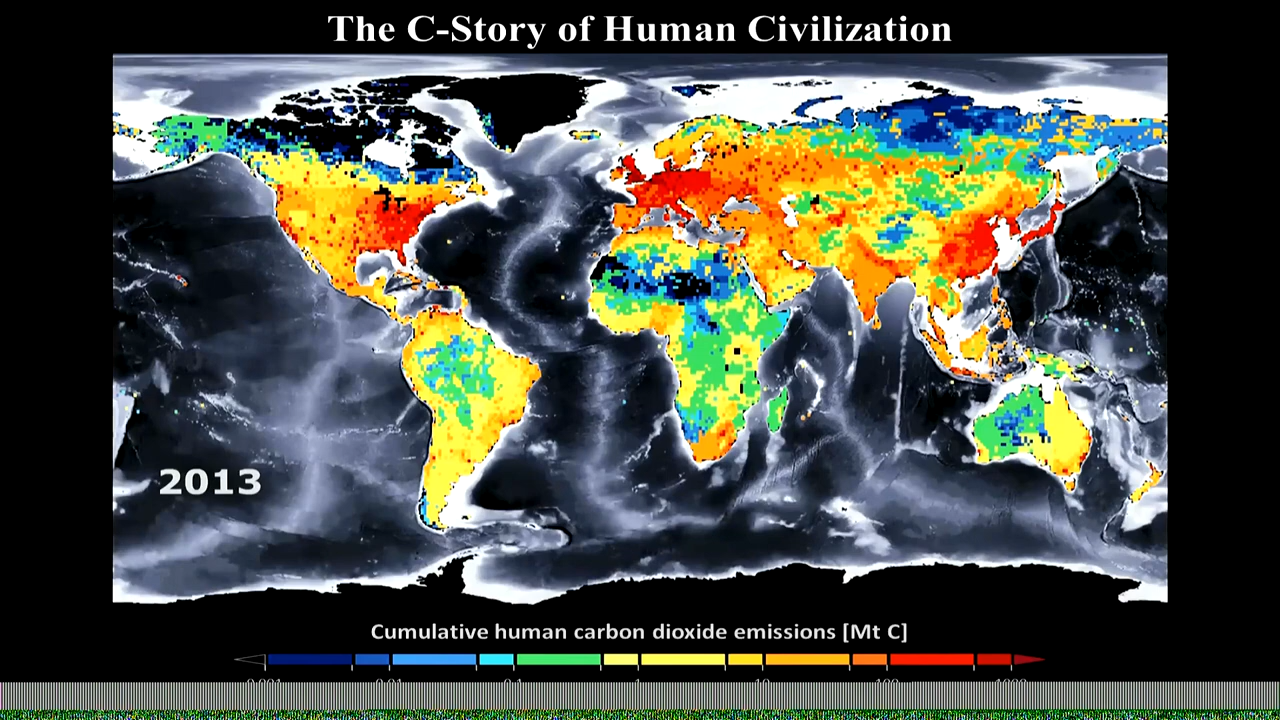 The C-Story of Human Civilization
2013
Cumulative human carbon dioxide emissions [Mt C]